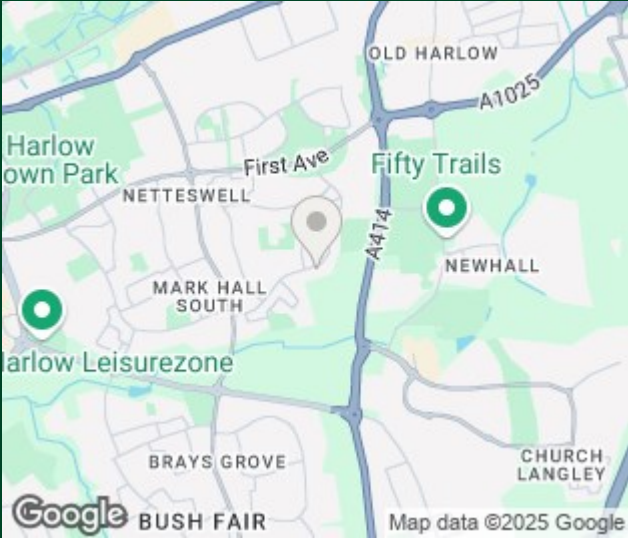 OLD HARLOW
A1025
Harlow
own Park
First Ave
Fifty Trails
NETTESWELL
A414
NEWHALL
MARK HALL
SOUTH
Harlow Leisurezone
BRAYS GROVE
CHURCH
LANGLEY
Google
BUSH FAIR
Map data ©2025 Google